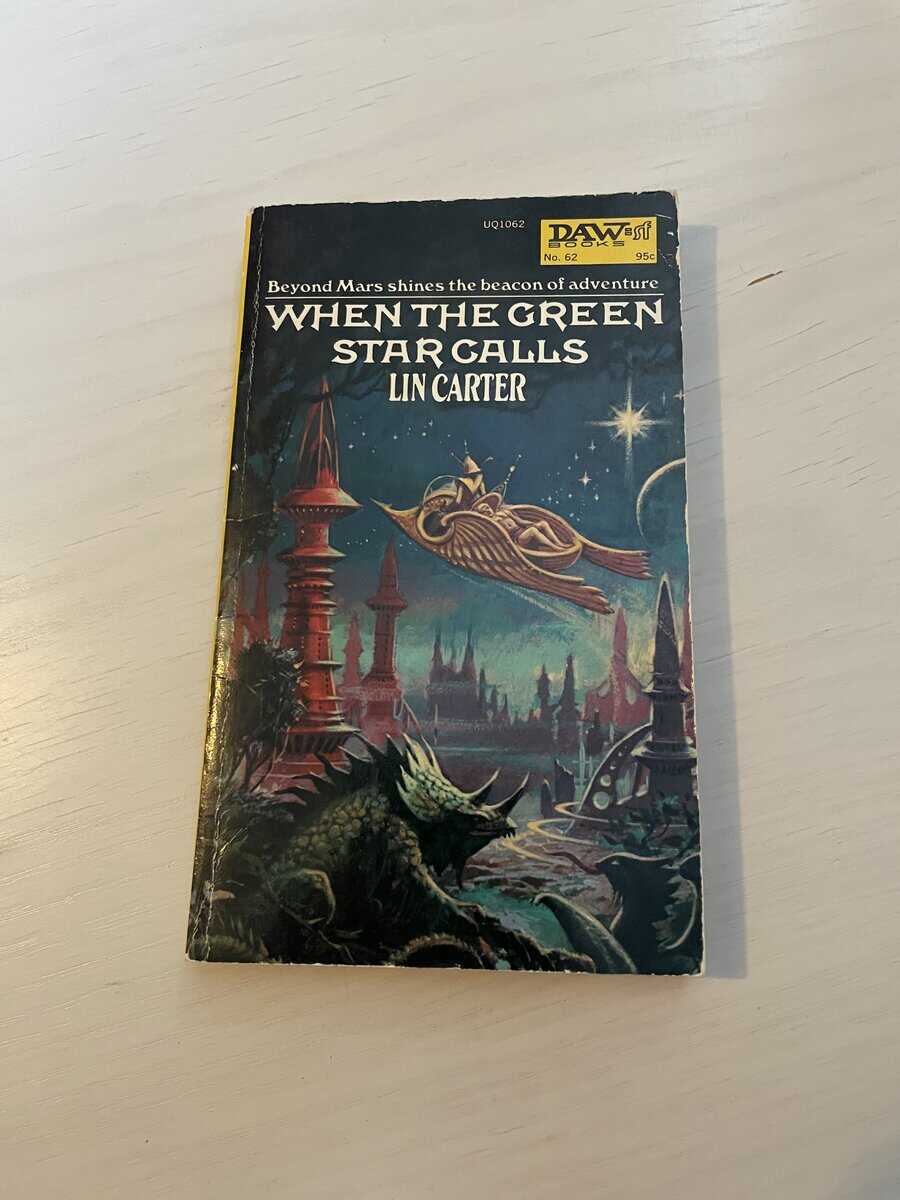 UQ1062
DAW sf
BOOKS
No. 62 95c
Beyond Mars shines the beacon of adventure
WHEN THE GREEN
STAR CALLS
LIN CARTER